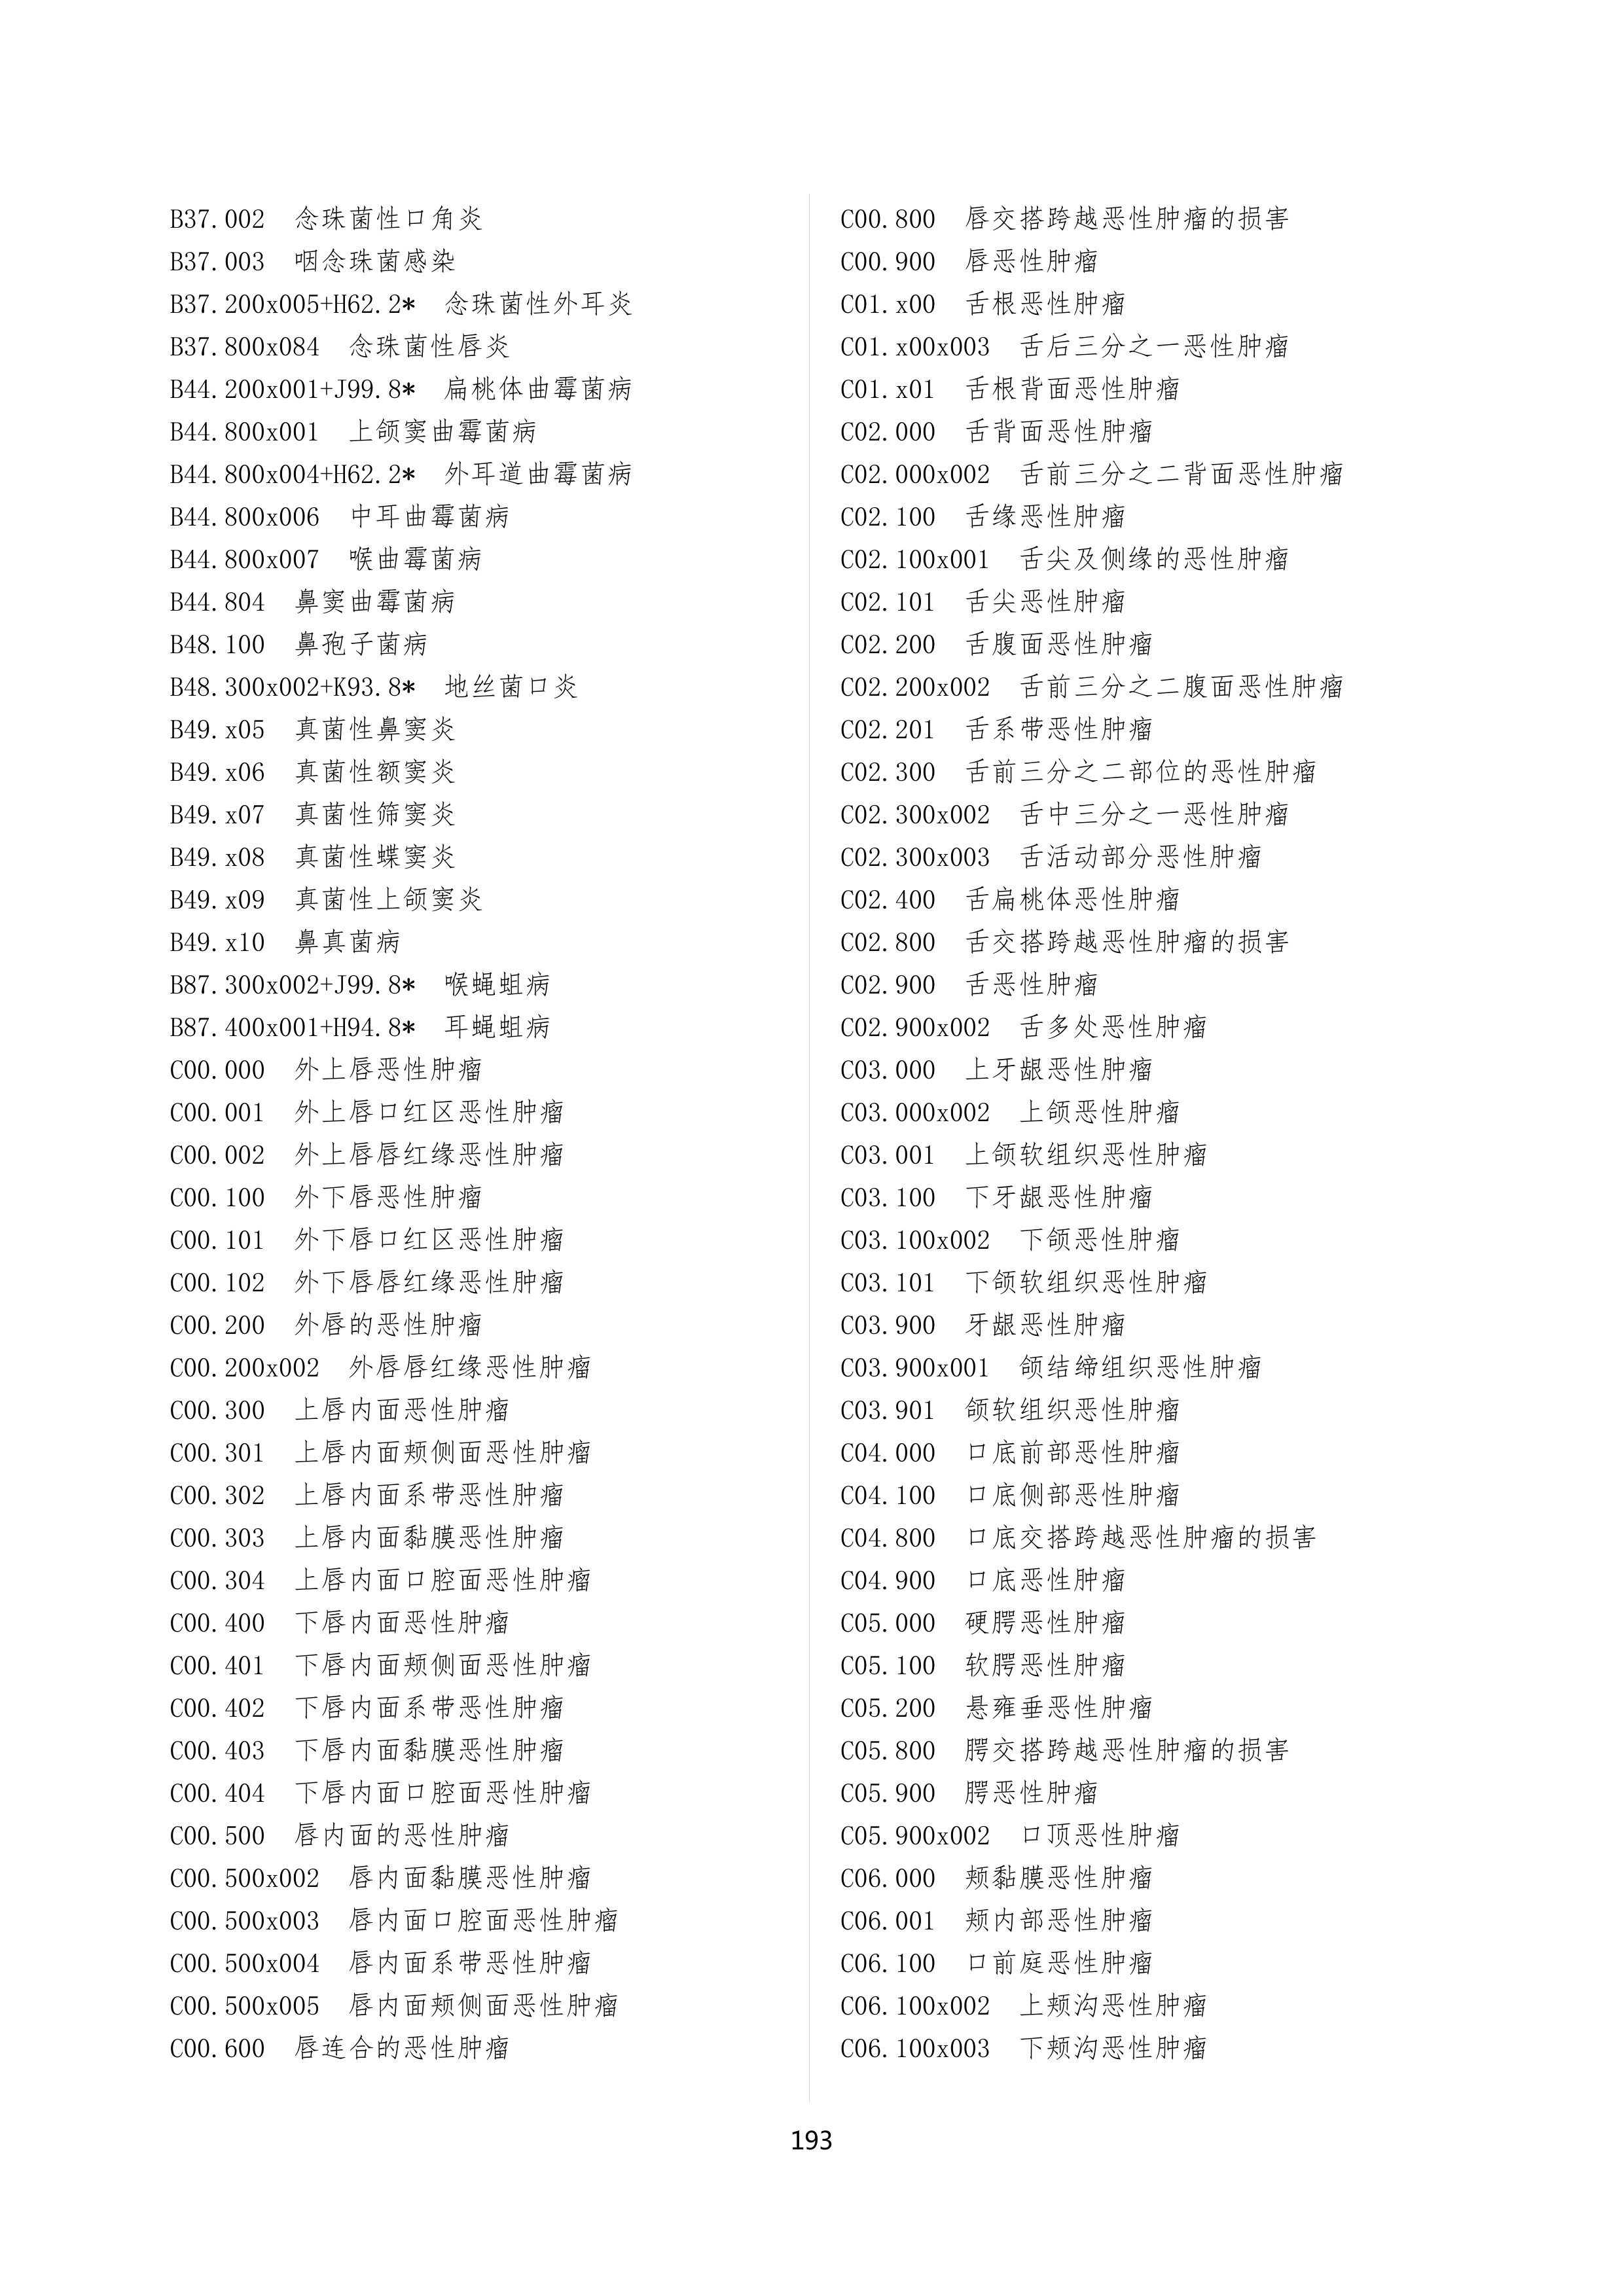 B37.002 念珠菌性口角炎
B37.003 咽念珠菌感染
B37.200x005+H62.2* 念珠菌性外耳炎
B37.800x084 念珠菌性唇炎
B44.200x001+J99.8* 扁桃体曲霉菌病
B44.800x001 上颌窦曲霉菌病
B44.800x004+H62.2* 外耳道曲霉菌病
B44.800x006 中耳曲霉菌病
B44.800x007 喉曲霉菌病
B44.804 鼻窦曲霉菌病
B48.100 鼻孢子菌病
B48.300x002+K93.8* 地丝菌口炎
B49.x05 真菌性鼻窦炎
B49.x06 真菌性额窦炎
B49.x07 真菌性筛窦炎
B49.x08 真菌性蝶窦炎
B49.x09 真菌性上颌窦炎
B49.x10 鼻真菌病
B87.300x002+J99.8* 喉蝇蛆病
B87.400x001+H94.8* 耳蝇蛆病
C00.000 外上唇恶性肿瘤
C00.001 外上唇口红区恶性肿瘤
C00.002 外上唇唇红缘恶性肿瘤
C00.100 外下唇恶性肿瘤
C00.101 外下唇口红区恶性肿瘤
C00.102 外下唇唇红缘恶性肿瘤
C00.200 外唇的恶性肿瘤
C00.200x002 外唇唇红缘恶性肿瘤
C00.300 上唇内面恶性肿瘤
C00.301 上唇内面颊侧面恶性肿瘤
C00.302 上唇内面系带恶性肿瘤
C00.303 上唇内面黏膜恶性肿瘤
C00.304 上唇内面口腔面恶性肿瘤
C00.400 下唇内面恶性肿瘤
C00.401 下唇内面颊侧面恶性肿瘤
C00.402 下唇内面系带恶性肿瘤
C00.403 下唇内面黏膜恶性肿瘤
C00.404 下唇内面口腔面恶性肿瘤
C00.500 唇内面的恶性肿瘤
C00.500x002 唇内面黏膜恶性肿瘤
C00.500x003 唇内面口腔面恶性肿瘤
C00.500x004 唇内面系带恶性肿瘤
C00.500x005 唇内面颊侧面恶性肿瘤
C00.600 唇连合的恶性肿瘤
C00.800 唇交搭跨越恶性肿瘤的损害
C00.900 唇恶性肿瘤
C01.x00 舌根恶性肿瘤
C01.x00x003 舌后三分之一恶性肿瘤
C01.x01 舌根背面恶性肿瘤
C02.000 舌背面恶性肿瘤
C02.000x002 舌前三分之二背面恶性肿瘤
C02.100 舌缘恶性肿瘤
C02.100x001 舌尖及侧缘的恶性肿瘤
C02.101 舌尖恶性肿瘤
C02.200 舌腹面恶性肿瘤
C02.200x002 舌前三分之二腹面恶性肿瘤
C02.201 舌系带恶性肿瘤
C02.300 舌前三分之二部位的恶性肿瘤
C02.300x002 舌中三分之一恶性肿瘤
C02.300x003 舌活动部分恶性肿瘤
C02.400 舌扁桃体恶性肿瘤
C02.800 舌交搭跨越恶性肿瘤的损害
C02.900 舌恶性肿瘤
C02.900x002 舌多处恶性肿瘤
C03.000 上牙龈恶性肿瘤
C03.000x002 上颌恶性肿瘤
C03.001 上颌软组织恶性肿瘤
C03.100 下牙龈恶性肿瘤
C03.100x002 下颌恶性肿瘤
C03.101 下颌软组织恶性肿瘤
C03.900 牙龈恶性肿瘤
C03.900x001 颌结缔组织恶性肿瘤
C03.901 颌软组织恶性肿瘤
C04.000 口底前部恶性肿瘤
C04.100 口底侧部恶性肿瘤
C04.800 口底交搭跨越恶性肿瘤的损害
C04.900 口底恶性肿瘤
C05.000 硬腭恶性肿瘤
C05.100 软腭恶性肿瘤
C05.200 悬雍垂恶性肿瘤
C05.800 腭交搭跨越恶性肿瘤的损害
C05.900 腭恶性肿瘤
C05.900x002 口顶恶性肿瘤
C06.000 颊黏膜恶性肿瘤
C06.001 颊内部恶性肿瘤
C06.100 口前庭恶性肿瘤
C06.100x002 上颊沟恶性肿瘤
C06.100x003 下颊沟恶性肿瘤
193